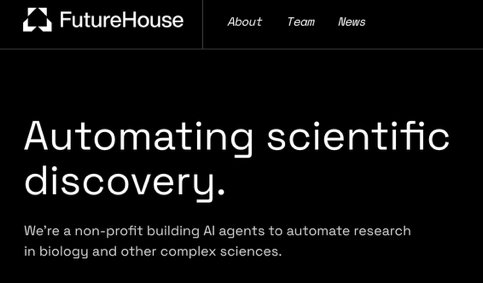 FutureHouse About Team News
Automating scientific
discovery.
We're a non-profit building AI agents to automate research
in biology and other complex sciences.